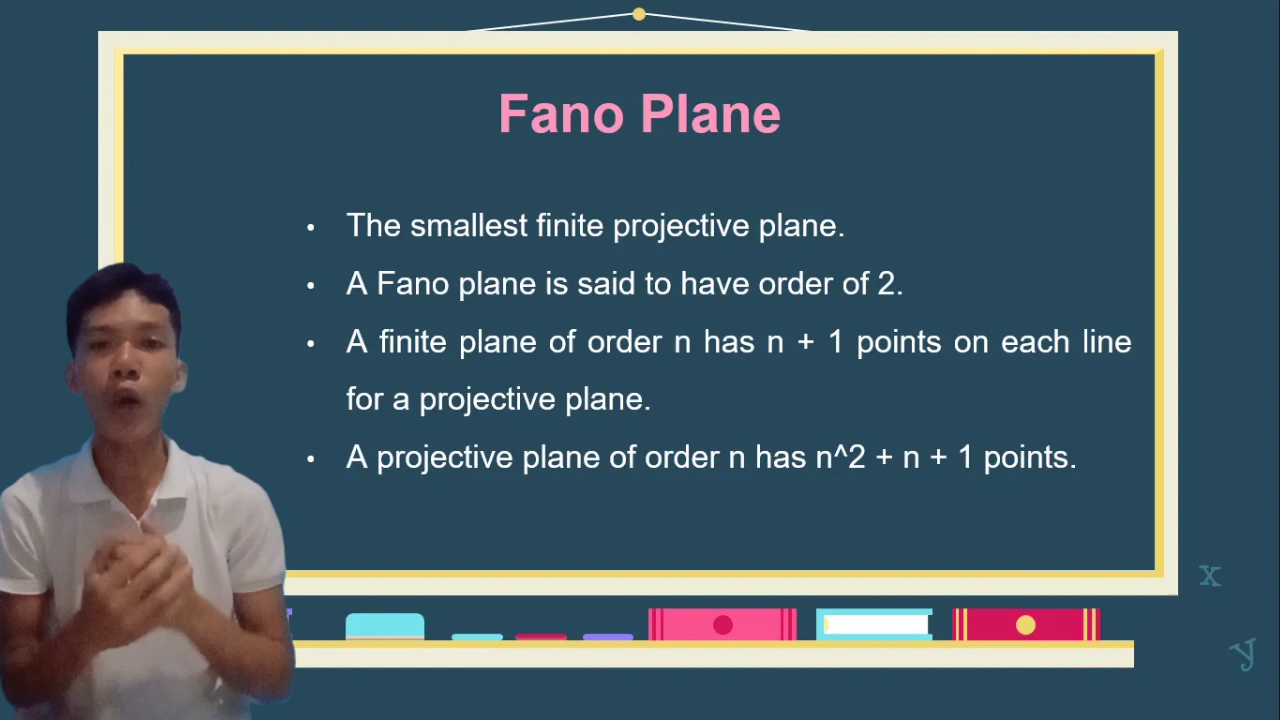 Fano Plane
• The smallest finite projective plane.
• A Fano plane is said to have order of 2.
• A finite plane of order n has n + 1 points on each line
for a projective plane.
• A projective plane of order n has n^2 + n + 1 points.
x
y